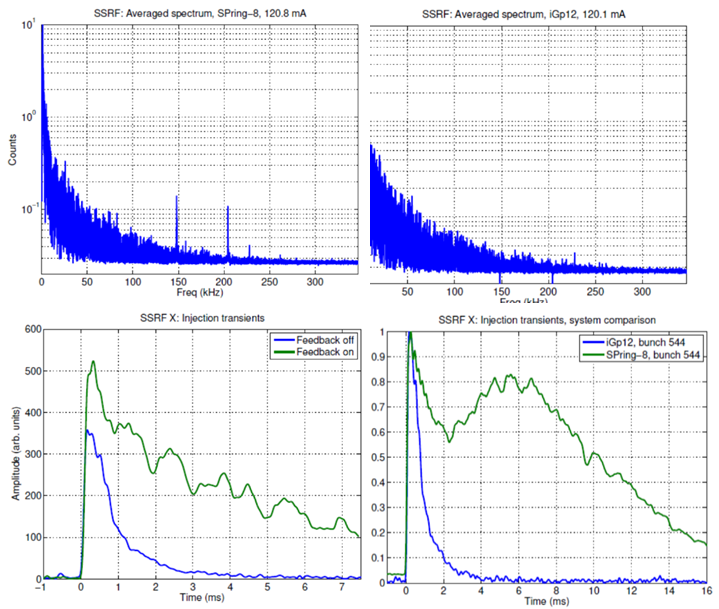 SSRF: Averaged spectrum, SPring-8, 120.8 mA
10^1
10^0
10^-1
Counts
0 50 100 150 200 250 300
Freq (kHz)
SSRF: Averaged spectrum, iGp12, 120.1 mA
50 100 150 200 250 300
Freq (kHz)
SSRF X: Injection transients
Feedback off
Feedback on
600
500
400
300
200
100
0
Amplitude (arb. units)
-1 0 1 2 3 4 5 6 7
Time (ms)
SSRF X: Injection transients, system comparison
iGp12, bunch 544
SPring-8, bunch 544
1
0.9
0.8
0.7
0.6
0.5
0.4
0.3
0.2
0.1
0
0 2 4 6 8 10 12 14 16
Time (ms)